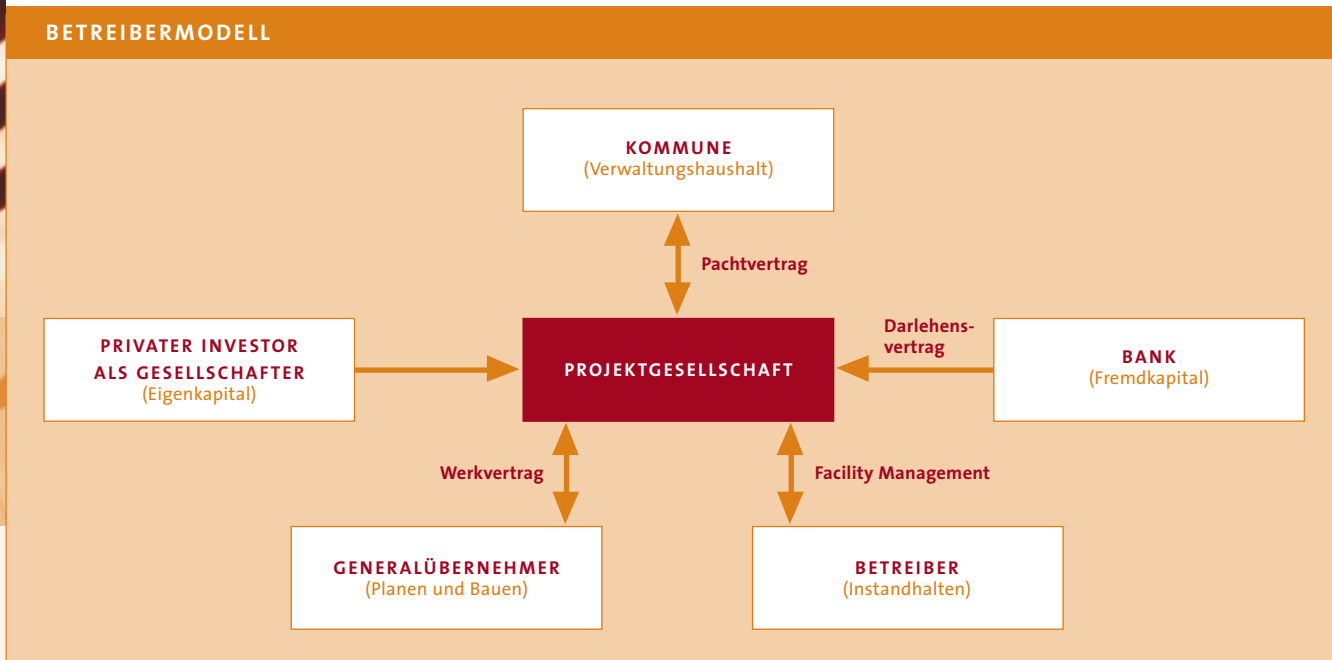 BETREIBERMODELL
KOMMUNE
(Verwaltungshaushalt)
Pachtvertrag
PRIVATER INVESTOR
ALS GESELLSCHAFTER
(Eigenkapital)
PROJEKTGESELLSCHAFT
Darlehens-
vertrag
BANK
(Fremdkapital)
Werkvertrag
Facility Management
GENERALÜBERNEHMER
(Planen und Bauen)
BETREIBER
(Instandhalten)